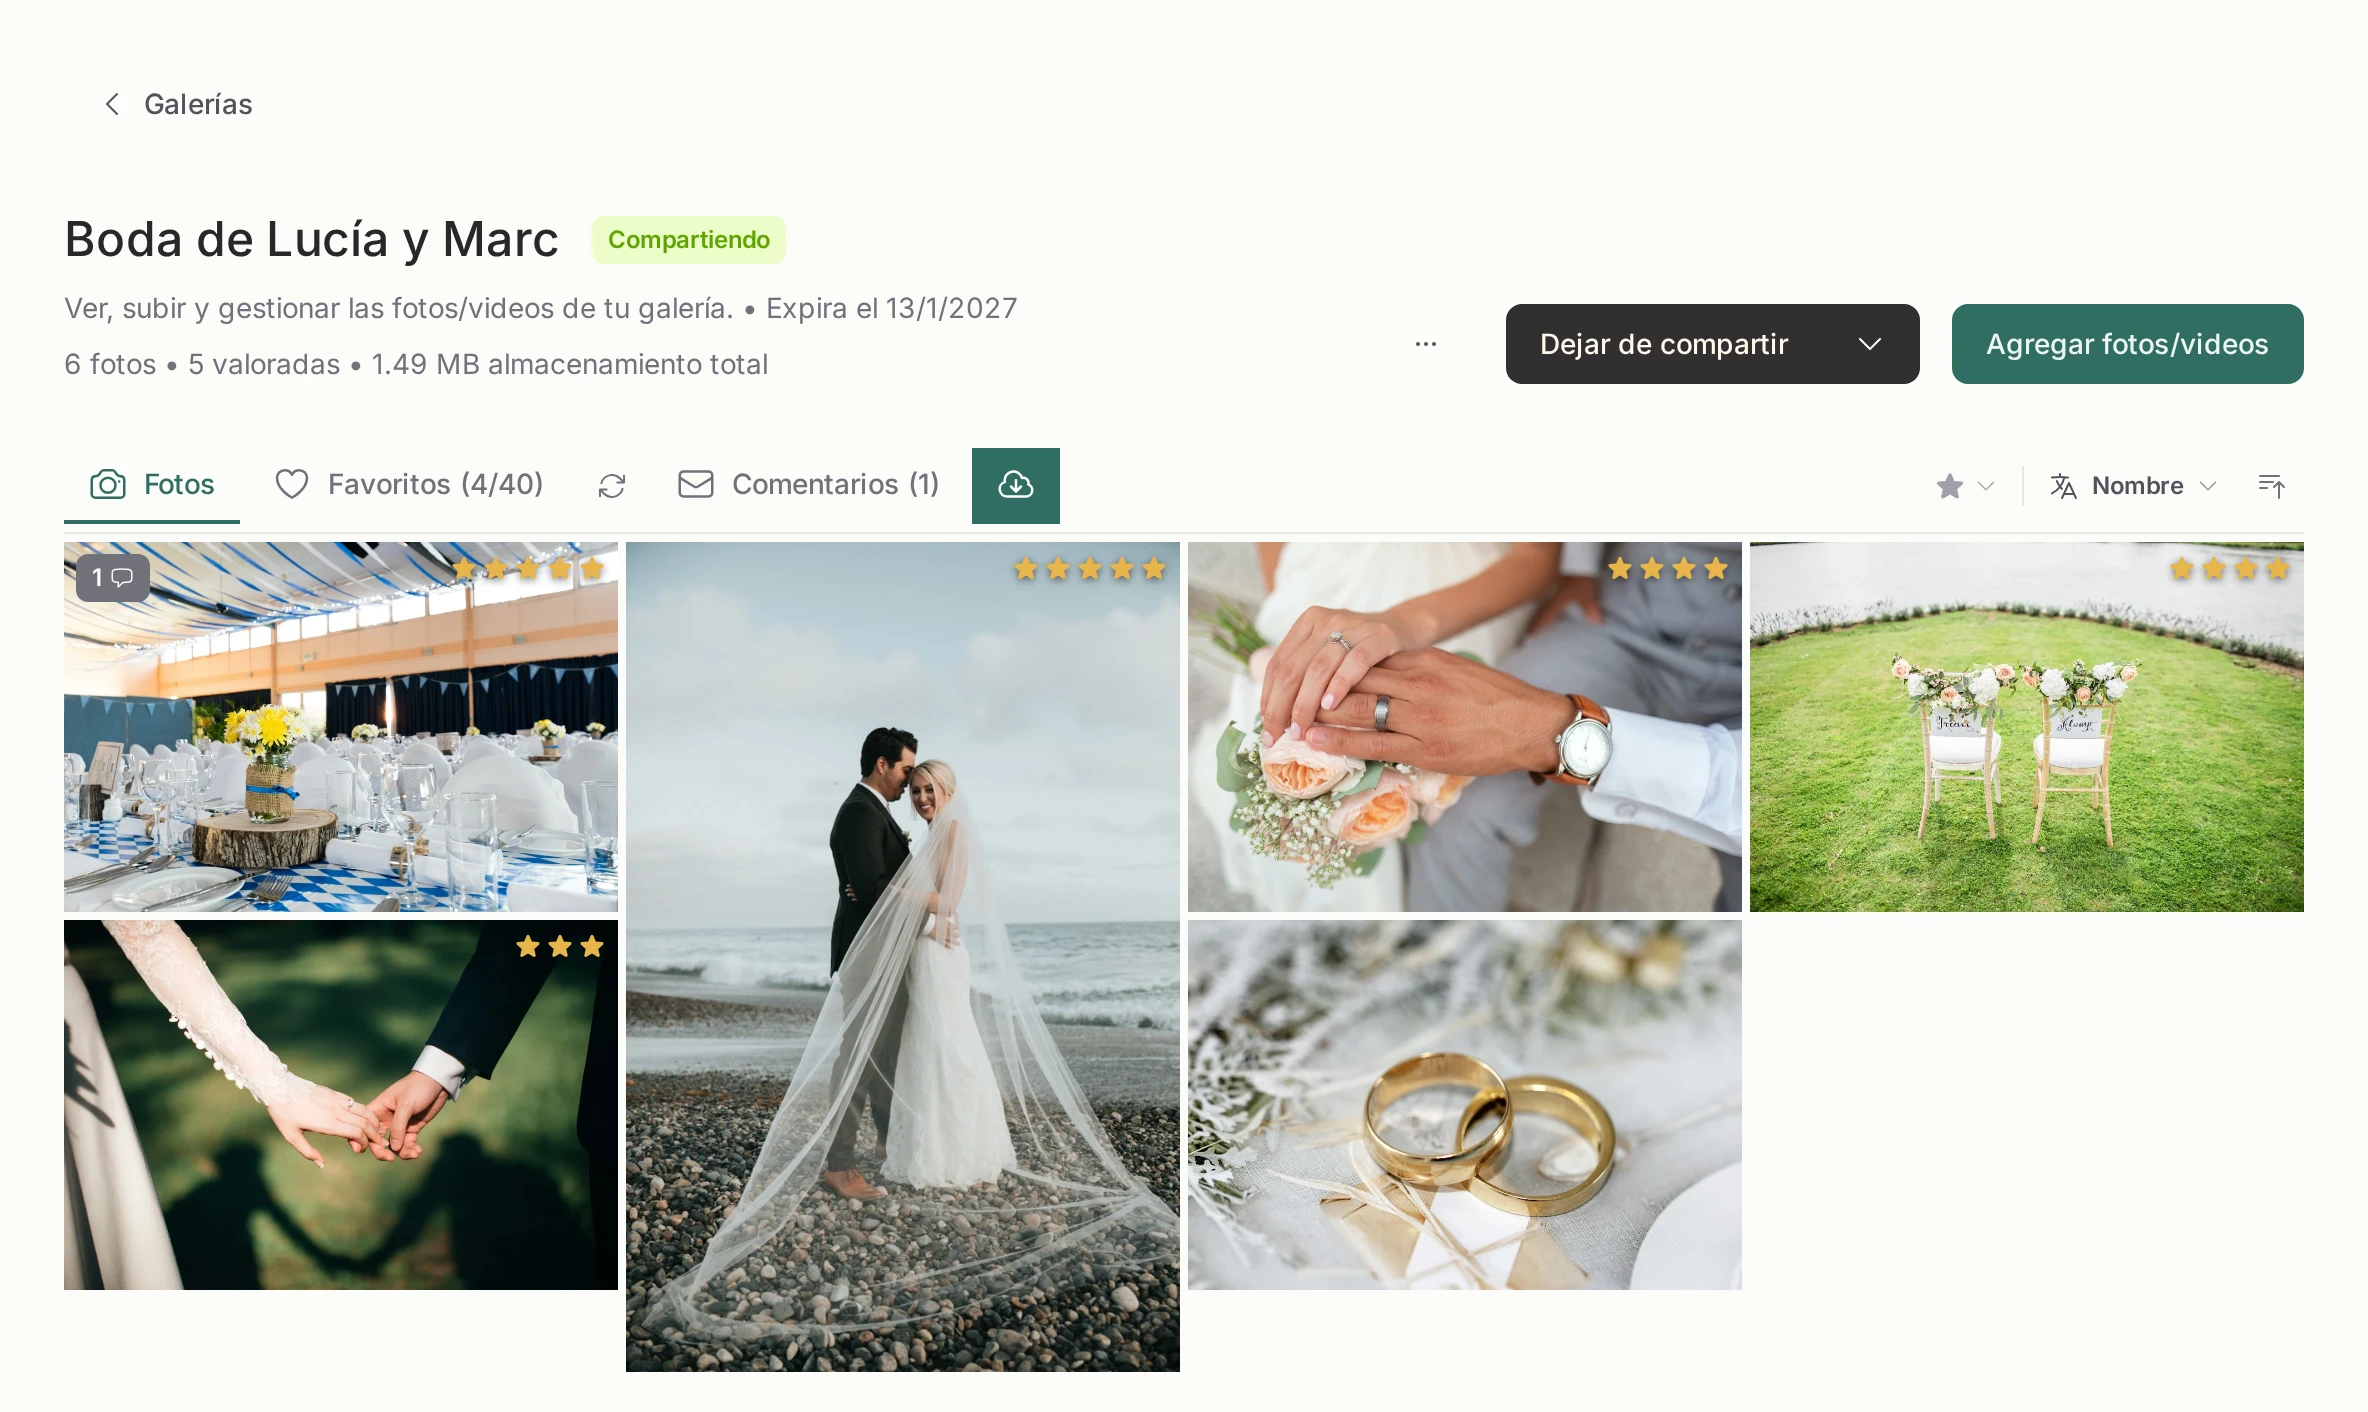 Galerías
Boda de Lucía y Marc
Compartiendo
Ver, subir y gestionar las fotos/videos de tu galería. • Expira el 13/1/2027
6 fotos • 5 valoradas • 1.49 MB almacenamiento total
Dejar de compartir
Agregar fotos/videos
Fotos
Favoritos (4/40)
Comentarios (1)
Nombre
1